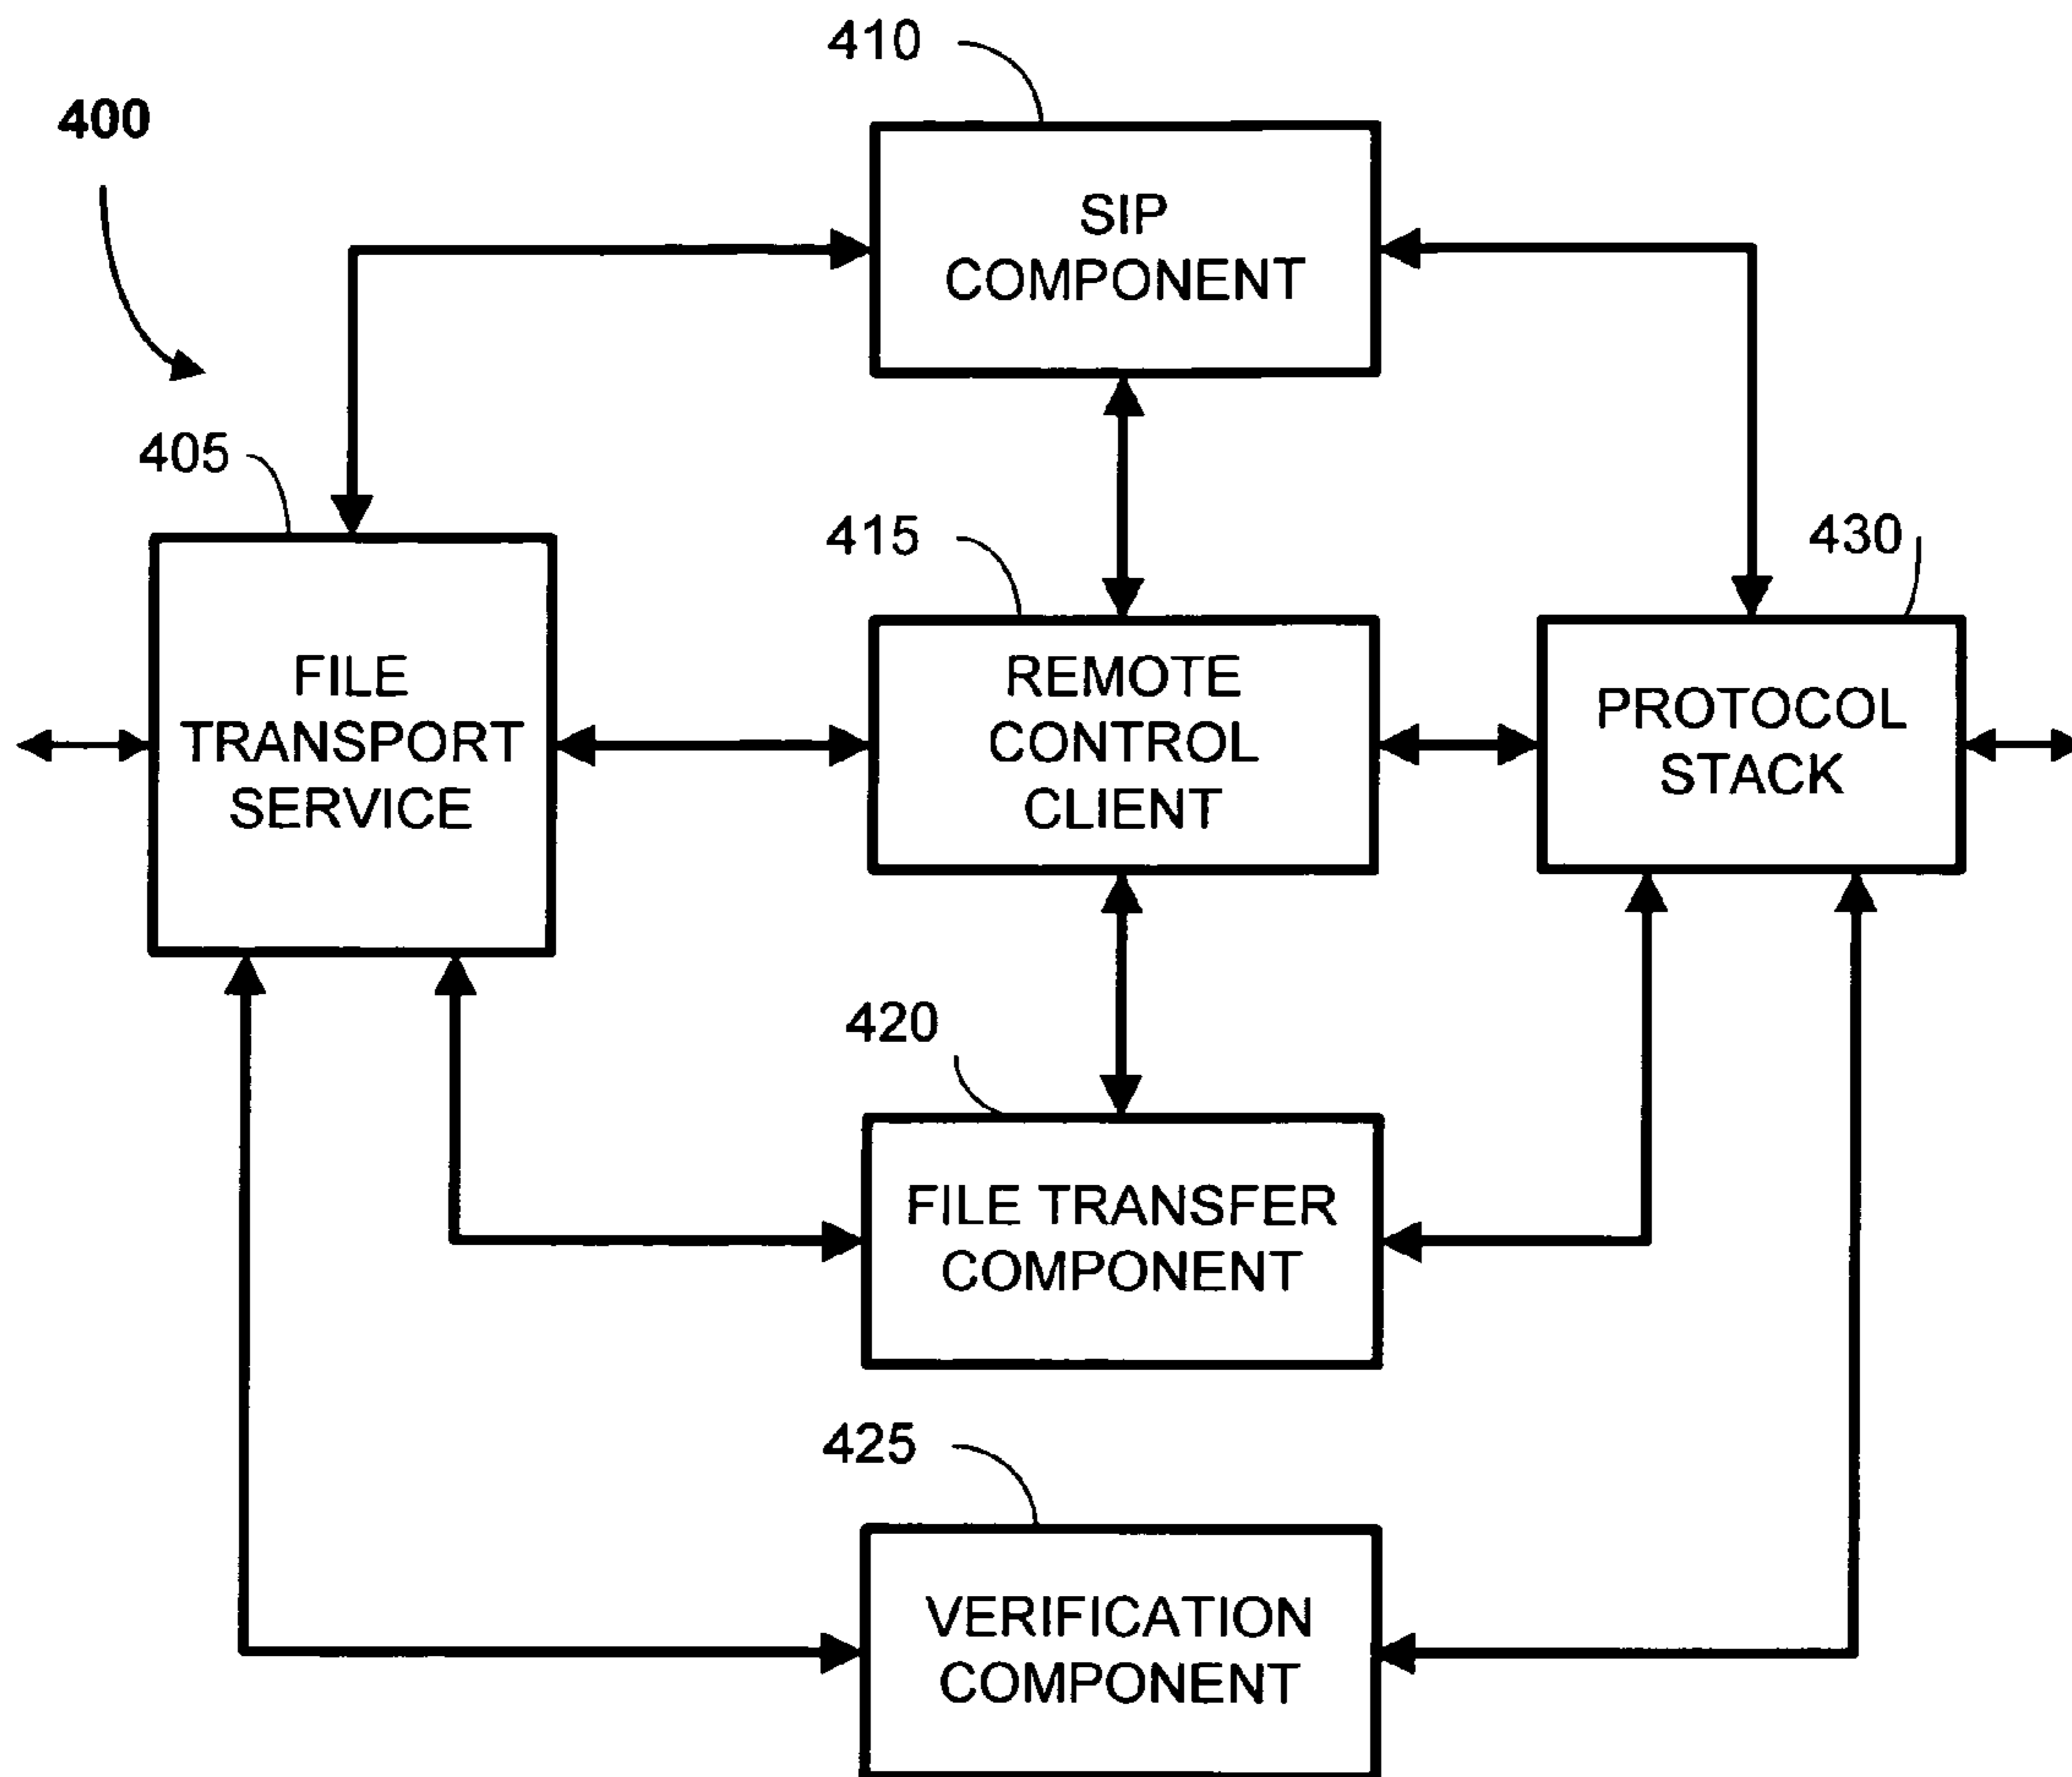 410
400
SIP
COMPONENT
405
415
430
FILE
TRANSPORT
SERVICE
REMOTE
CONTROL
CLIENT
PROTOCOL
STACK
420
FILE TRANSFER
COMPONENT
425
VERIFICATION
COMPONENT